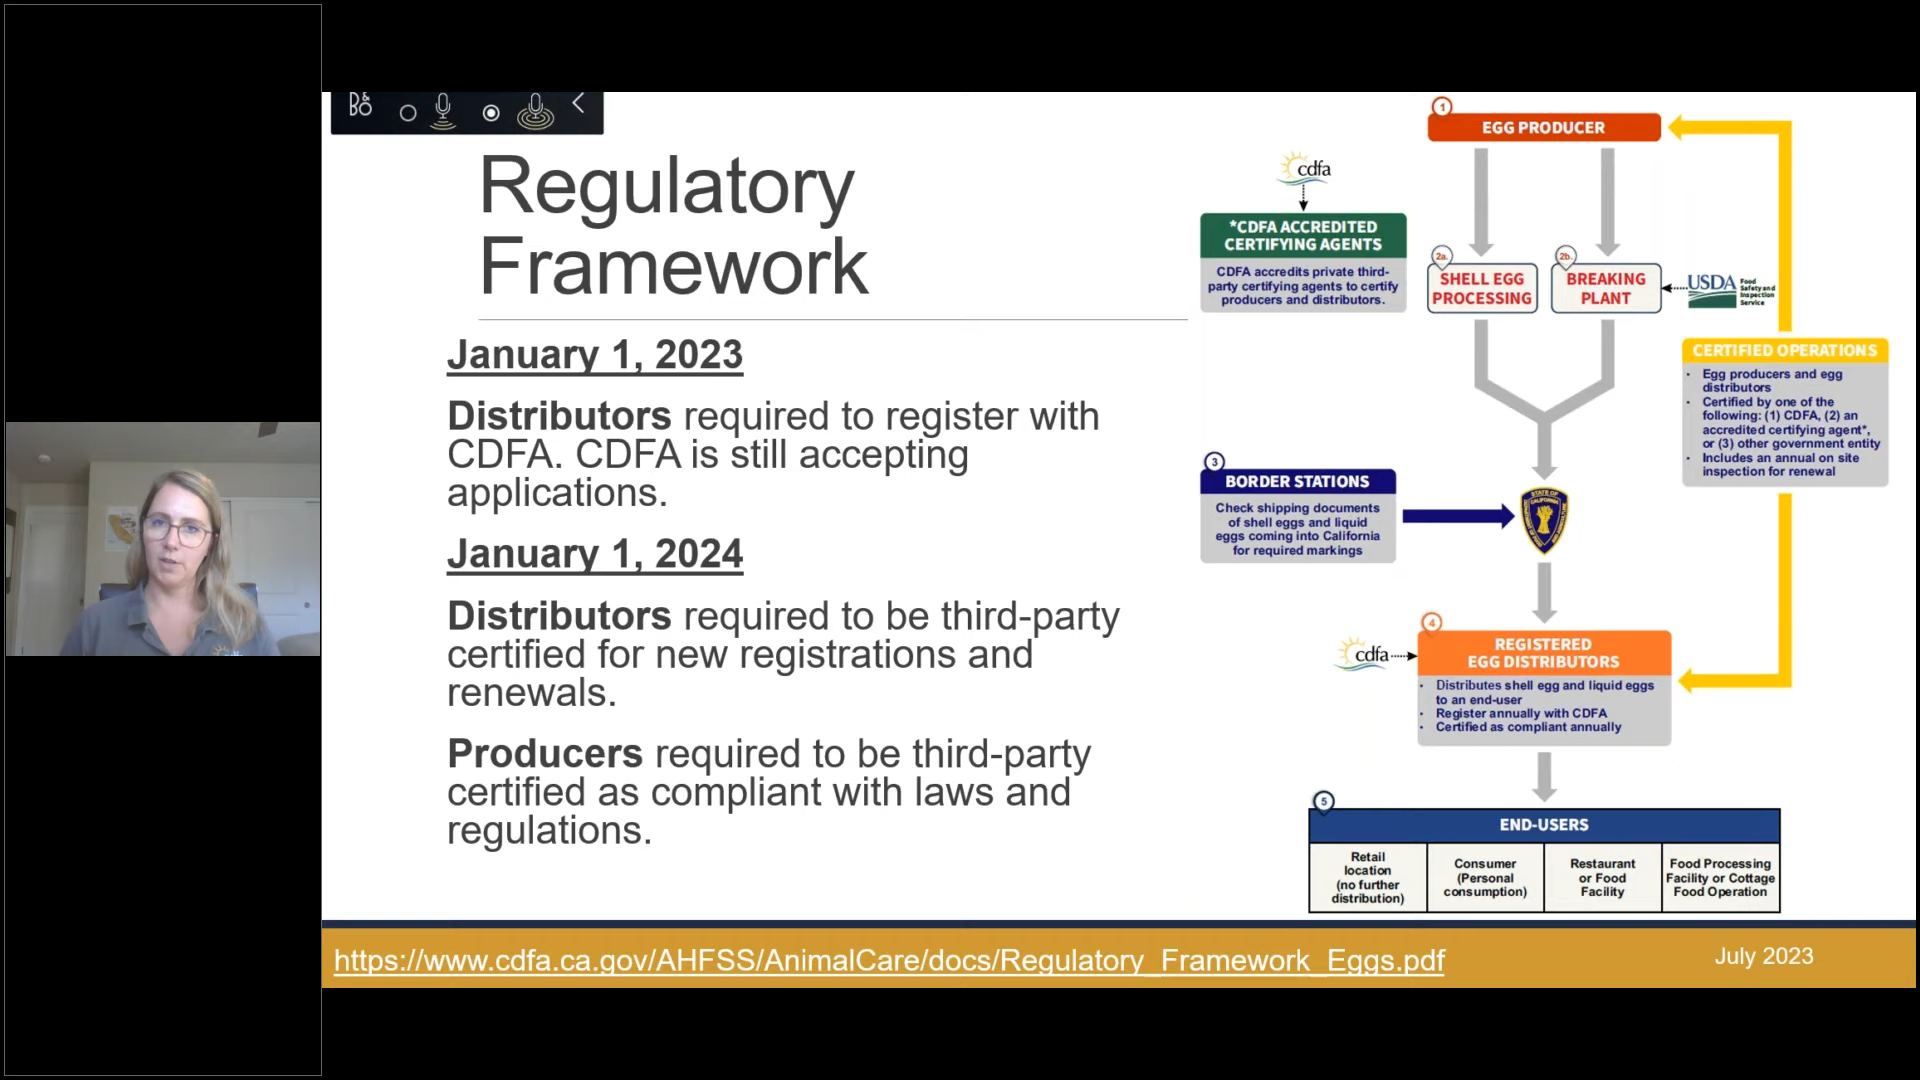 B&O
Regulatory
Framework
January 1, 2023
Distributors required to register with
CDFA. CDFA is still accepting
applications.
January 1, 2024
Distributors required to be third-party
certified for new registrations and
renewals.
Producers required to be third-party
certified as compliant with laws and
regulations.
1
EGG PRODUCER
cdfa
*CDFA ACCREDITED
CERTIFYING AGENTS
CDFA accredits private third-
party certifying agents to certify
producers and distributors.
2a.
SHELL EGG
PROCESSING
2b.
BREAKING
PLANT
USDA
Food
Safety and
Inspection
Service
CERTIFIED OPERATIONS
• Egg producers and egg
distributors
• Certified by one of the
following: (1) CDFA, (2) an
accredited certifying agent*,
or (3) other government entity
• Includes an annual on site
inspection for renewal
3
BORDER STATIONS
Check shipping documents
of shell eggs and liquid
eggs coming into California
for required markings
STATE OF
CALIFORNIA
4
cdfa
REGISTERED
EGG DISTRIBUTORS
• Distributes shell egg and liquid eggs
to an end-user
• Register annually with CDFA
• Certified as compliant annually
5
END-USERS
Retail
location
(no further
distribution)
Consumer
(Personal
consumption)
Restaurant
or Food
Facility
Food Processing
Facility or Cottage
Food Operation
https://www.cdfa.ca.gov/AHFSS/AnimalCare/docs/Regulatory_Framework_Eggs.pdf
July 2023